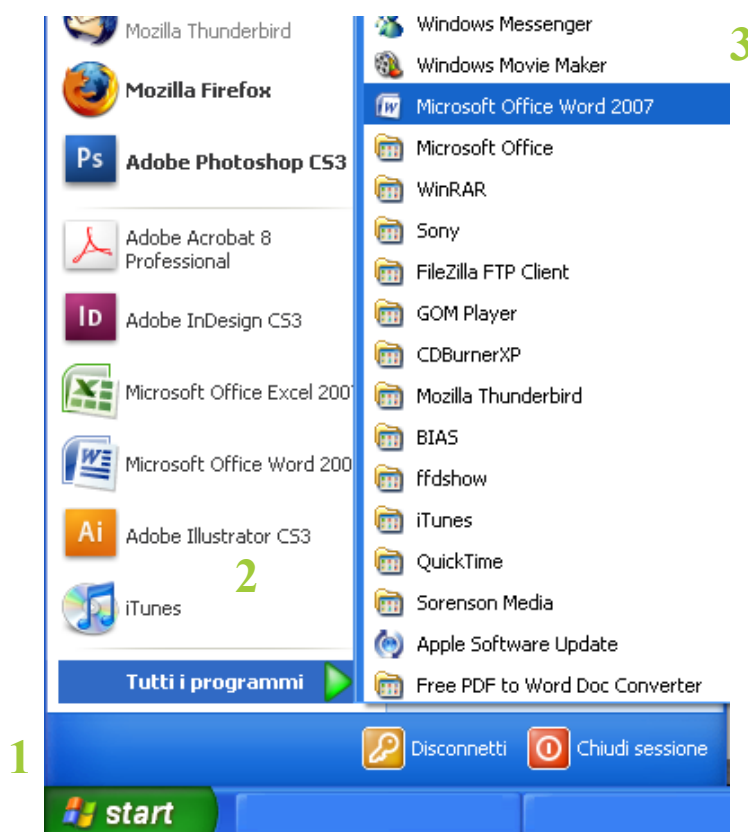 Mozilla Thunderbird
Mozilla Firefox
Ps
Adobe Photoshop CS3
Adobe Acrobat 8
Professional
ID
Adobe InDesign CS3
Microsoft Office Excel 200
Microsoft Office Word 200
Ai
Adobe Illustrator CS3
2
iTunes
Tutti i programmi
Windows Messenger
3
Windows Movie Maker
Microsoft Office Word 2007
Microsoft Office
WinRAR
Sony
FileZilla FTP Client
GOM Player
CDBurnerXP
Mozilla Thunderbird
BIAS
ffdshow
iTunes
QuickTime
Sorenson Media
Apple Software Update
Free PDF to Word Doc Converter
1
Disconnetti
Chiudi sessione
start